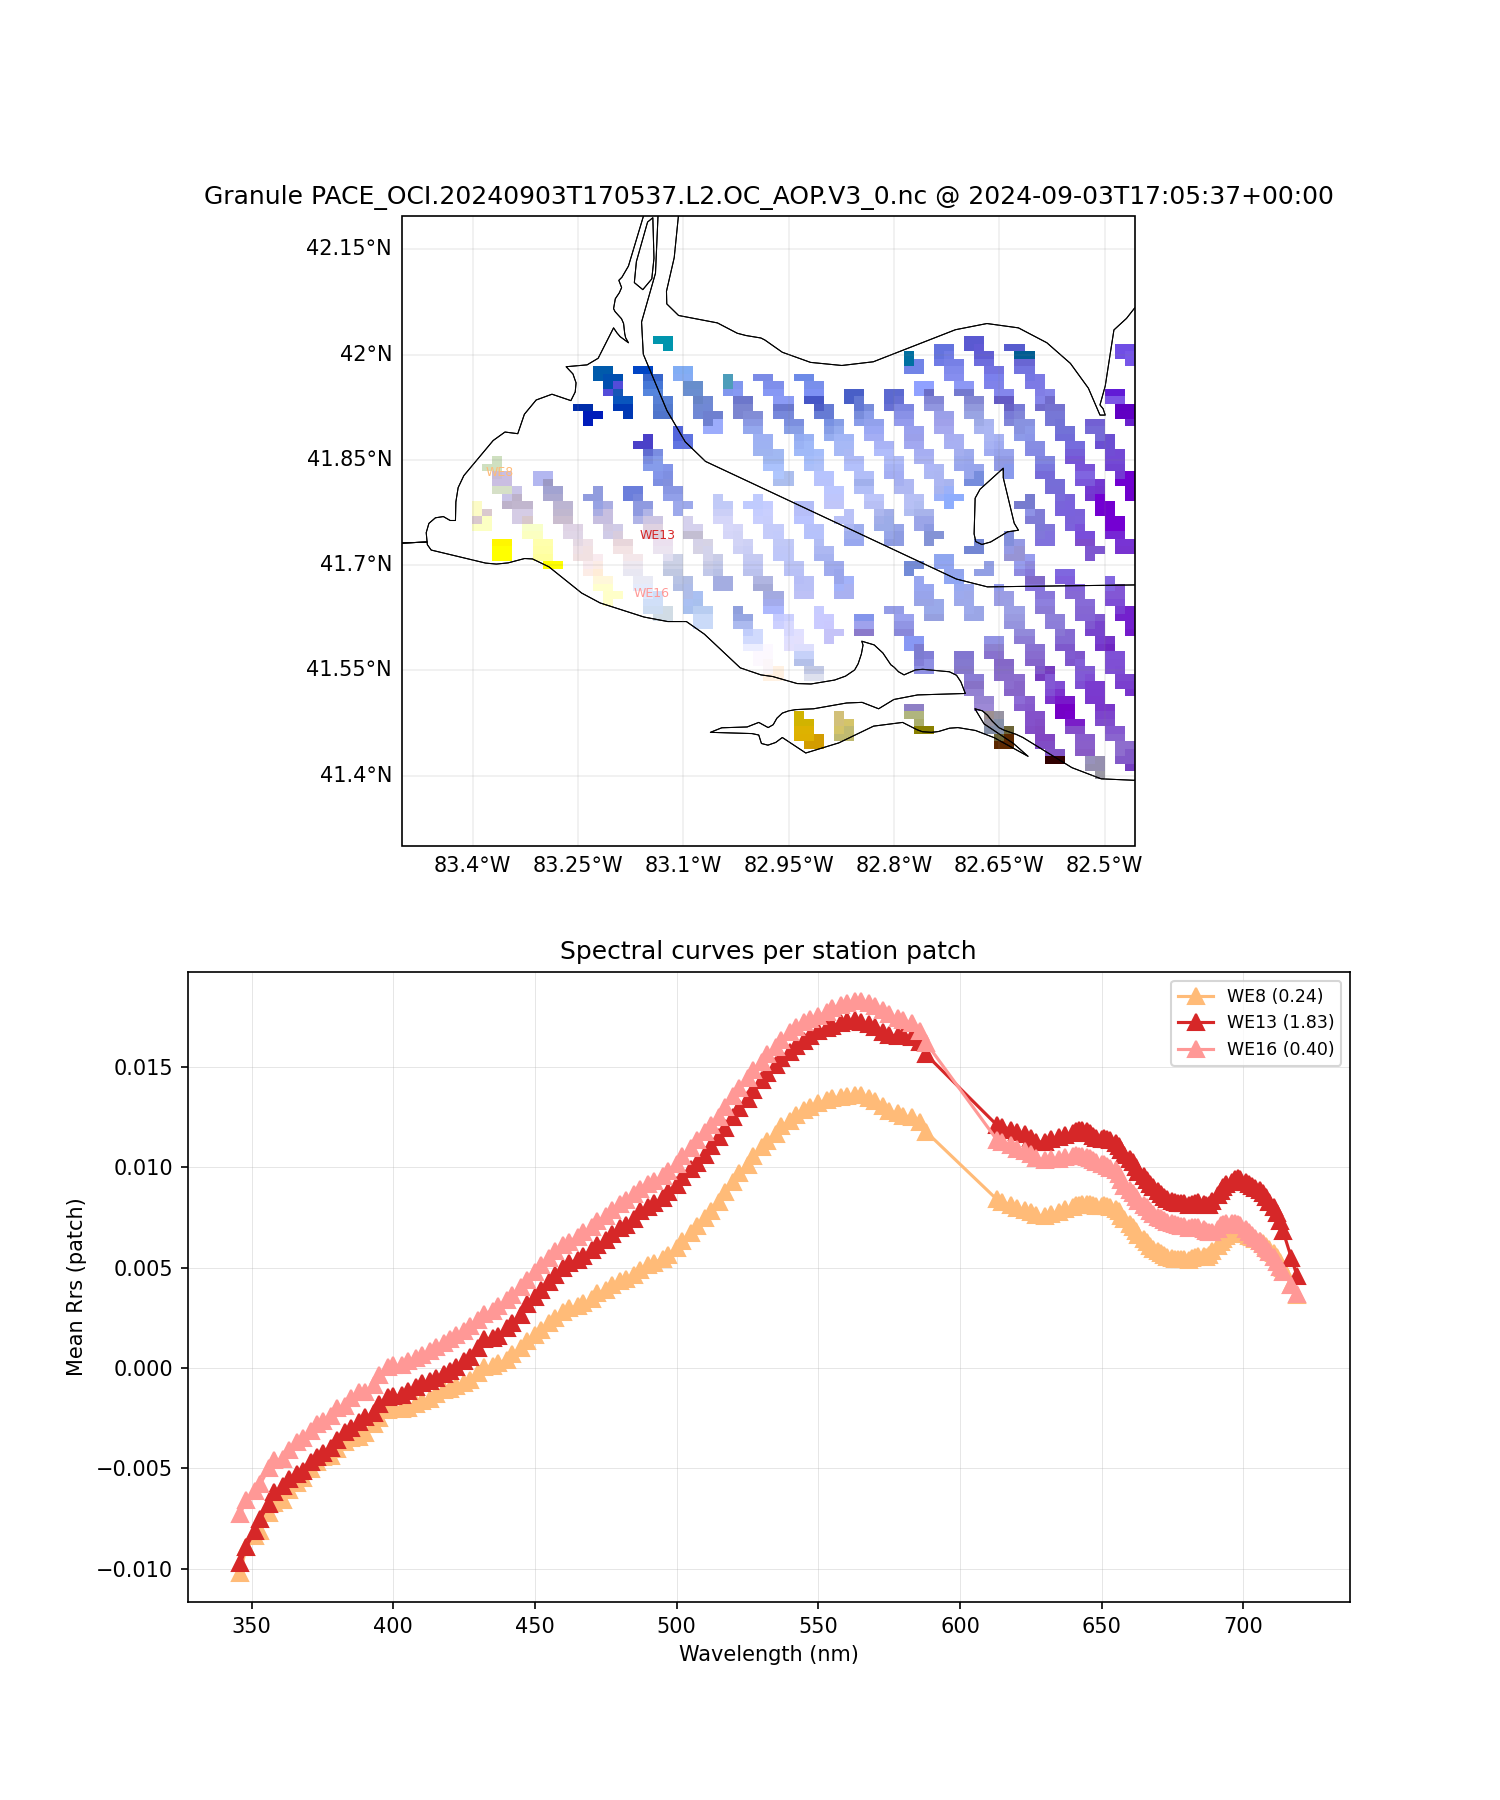 Granule PACE_OCI.20240903T170537.L2.OC_AOP.V3_0.nc @ 2024-09-03T17:05:37+00:00
42.15°N
42°N
41.85°N
41.7°N
41.55°N
41.4°N
WE8
WE13
WE16
83.4°W 83.25°W 83.1°W 82.95°W 82.8°W 82.65°W 82.5°W
Spectral curves per station patch
WE8 (0.24)
WE13 (1.83)
WE16 (0.40)
Mean Rrs (patch)
0.015
0.010
0.005
0.000
−0.005
−0.010
350 400 450 500 550 600 650 700
Wavelength (nm)